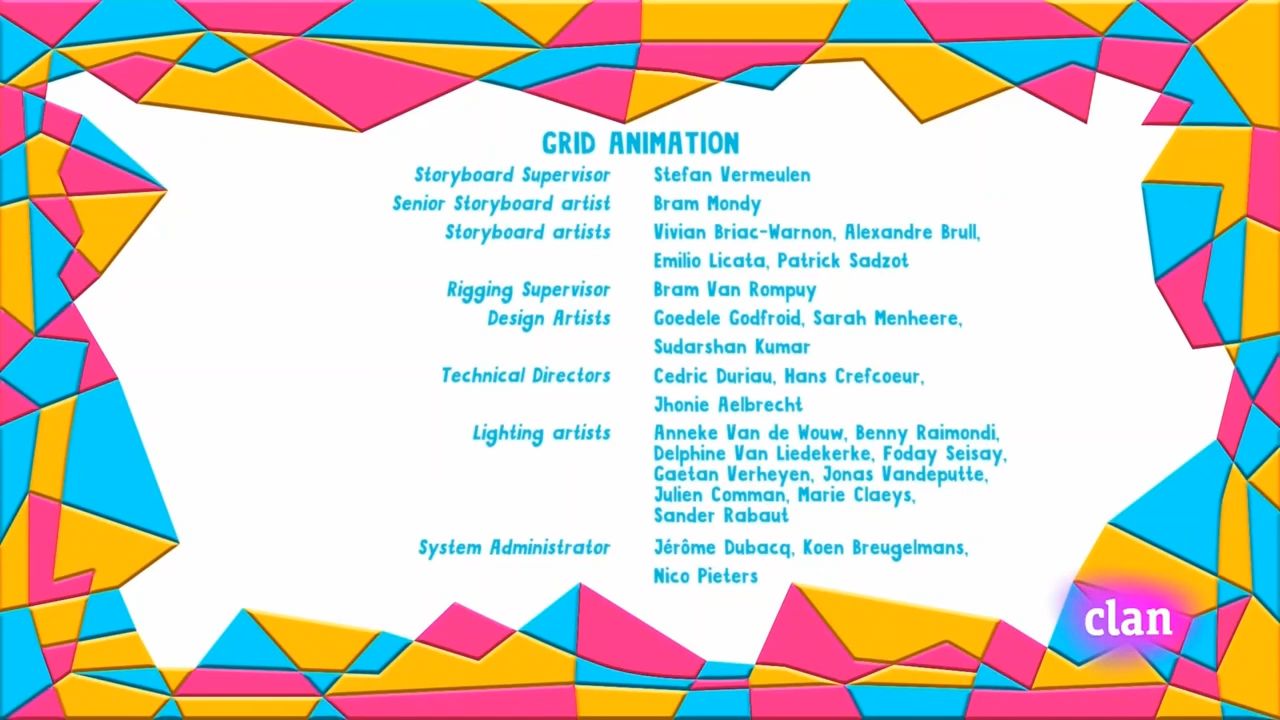 GRID ANIMATION
Storyboard Supervisor Stefan Vermeulen
Senior Storyboard artist Bram Mondy
Storyboard artists Vivian Briac-Warnon, Alexandre Brull,
Emilio Licata, Patrick Sadzot
Rigging Supervisor Bram Van Rompuy
Design Artists Goedele Godfroid, Sarah Menheere,
Sudarshan Kumar
Technical Directors Cedric Duriau, Hans Crefcoeur,
Jhonie Aelbrecht
Lighting artists Anneke Van de Wouw, Benny Raimondi,
Delphine Van Liedekerke, Foday Seisay,
Gaetan Verheyen, Jonas Vandeputte,
Julien Comman, Marie Claeys,
Sander Rabaut
System Administrator Jérôme Dubacq, Koen Breugelmans,
Nico Pieters
clan